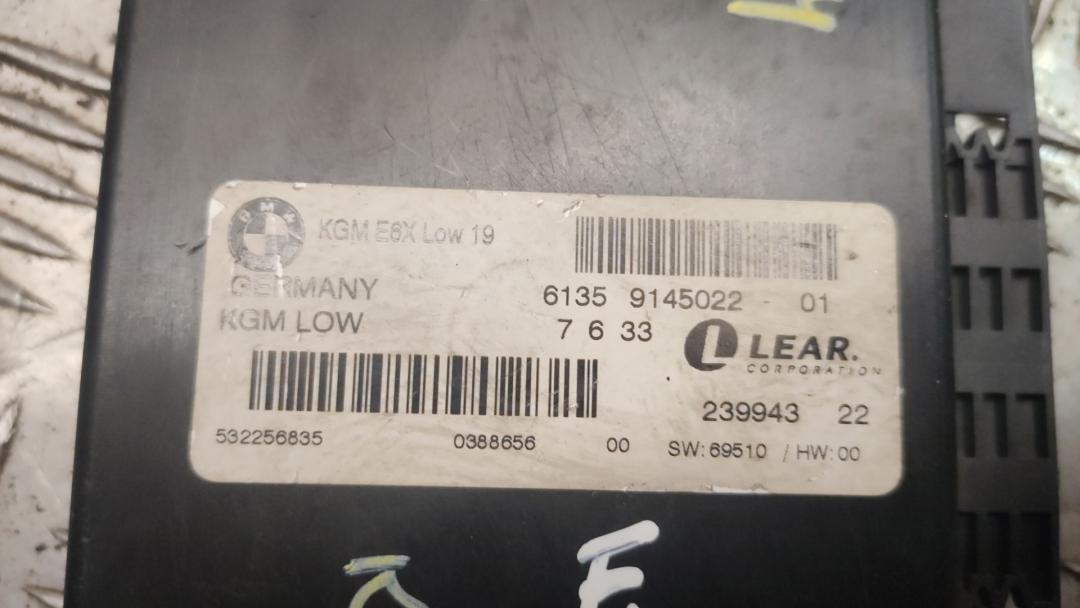 BMW
KGM E6X Low 19
GERMANY
6135 9145022 - 01
KGM LOW
7 6 33
LEAR.
CORPORATION
239943 22
532256835
0388656 00
SW: 69510 / HW: 00